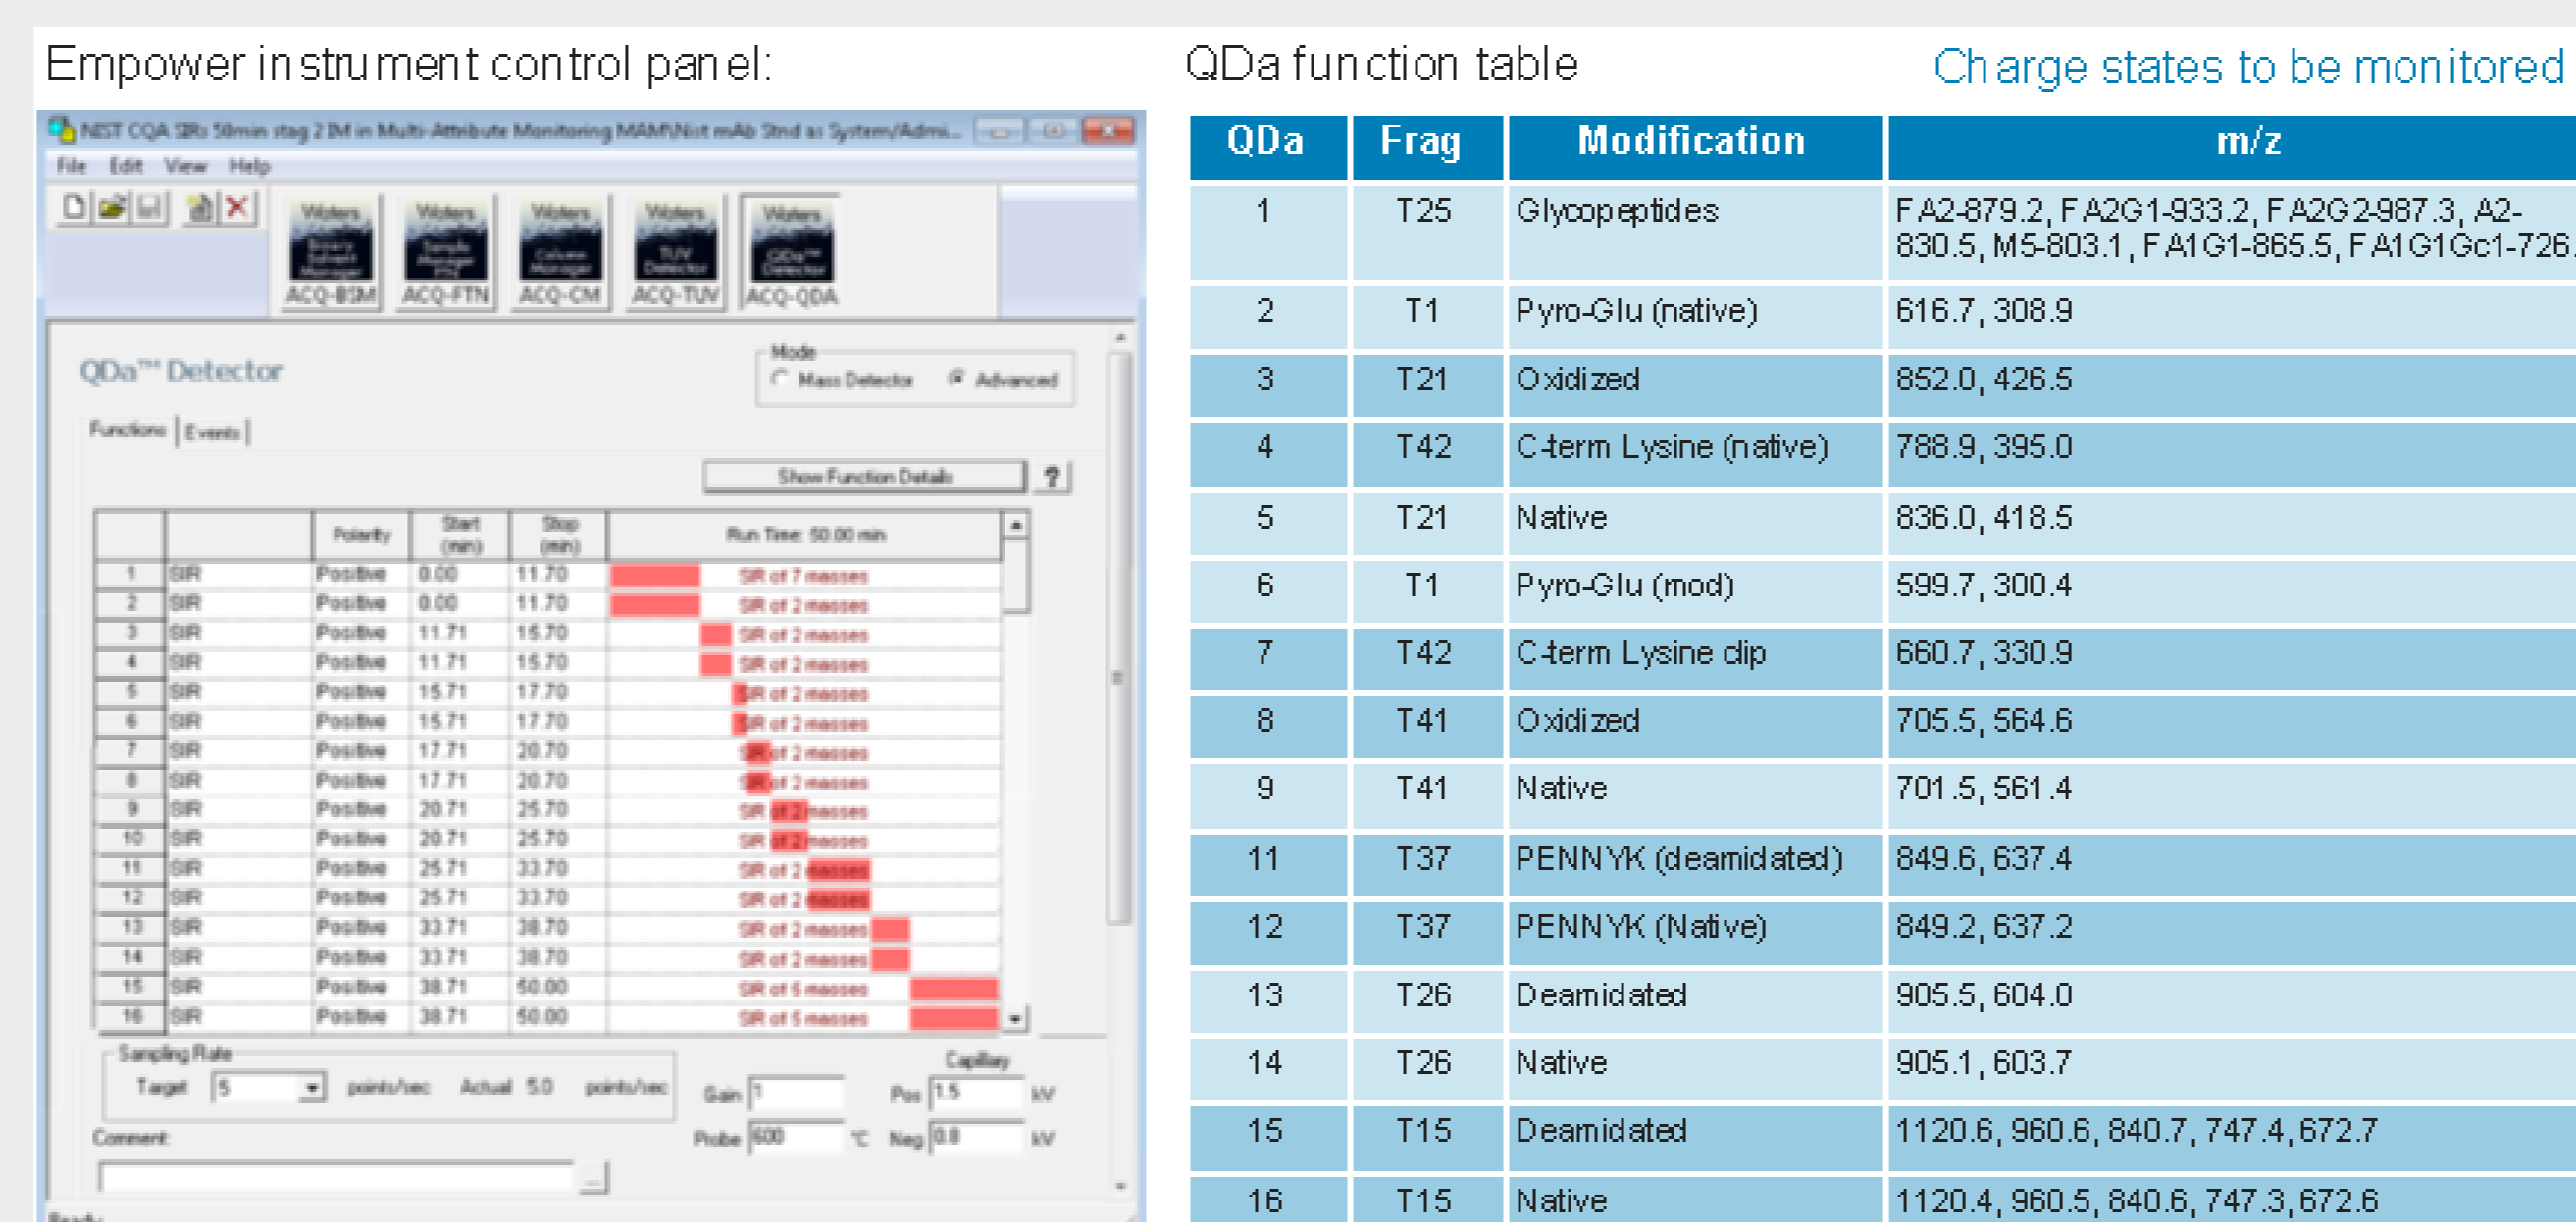 Empower instrument control panel:
NIST CQA SIRs 50min stag 2 IM in Multi-Attribute Monitoring MAM\Nist mAb Stnd as System/Admi...
File Edit View Help
Waters Waters Waters Waters Waters
Binary Solvent Manager Sample Manager Column Manager TUV Detector QDa™ Detector
ACQ-BSM ACQ-FTN ACQ-CM ACQ-TUV ACQ-QDA
QDa™ Detector
Mode
Mass Detector Advanced
Functions Events
Show Function Details ?
Polarity Start (min) Stop (min) Run Time: 50.00 min
1 SIR Positive 0.00 11.70 SIR of 7 masses
2 SIR Positive 0.00 11.70 SIR of 2 masses
3 SIR Positive 11.71 15.70 SIR of 2 masses
4 SIR Positive 11.71 15.70 SIR of 2 masses
5 SIR Positive 15.71 17.70 SIR of 2 masses
6 SIR Positive 15.71 17.70 SIR of 2 masses
7 SIR Positive 17.71 20.70 SIR of 2 masses
8 SIR Positive 17.71 20.70 SIR of 2 masses
9 SIR Positive 20.71 25.70 SIR of 2 masses
10 SIR Positive 20.71 25.70 SIR of 2 masses
11 SIR Positive 25.71 33.70 SIR of 2 masses
12 SIR Positive 25.71 33.70 SIR of 2 masses
13 SIR Positive 33.71 38.70 SIR of 2 masses
14 SIR Positive 33.71 38.70 SIR of 2 masses
15 SIR Positive 38.71 50.00 SIR of 5 masses
16 SIR Positive 38.71 50.00 SIR of 5 masses
Sampling Rate
Target 5 points/sec Actual 5.0 points/sec
Capillary
Gain 1 Pos 1.5 kV
Probe 600 °C Neg 0.8 kV
Comment:
...
Ready
QDa function table Charge states to be monitored
QDa Frag Modification m/z
1 T25 Glycopeptides FA2-879.2, FA2G1-933.2, FA2G2-987.3, A2-
830.5, M5-803.1, FA1G1-865.5, FA1G1Gc1-726.
2 T1 Pyro-Glu (native) 616.7, 308.9
3 T21 Oxidized 852.0, 426.5
4 T42 C-term Lysine (native) 788.9, 395.0
5 T21 Native 836.0, 418.5
6 T1 Pyro-Glu (mod) 599.7, 300.4
7 T42 C-term Lysine clip 660.7, 330.9
8 T41 Oxidized 705.5, 564.6
9 T41 Native 701.5, 561.4
11 T37 PENNYK (deamidated) 849.6, 637.4
12 T37 PENNYK (Native) 849.2, 637.2
13 T26 Deamidated 905.5, 604.0
14 T26 Native 905.1, 603.7
15 T15 Deamidated 1120.6, 960.6, 840.7, 747.4, 672.7
16 T15 Native 1120.4, 960.5, 840.6, 747.3, 672.6